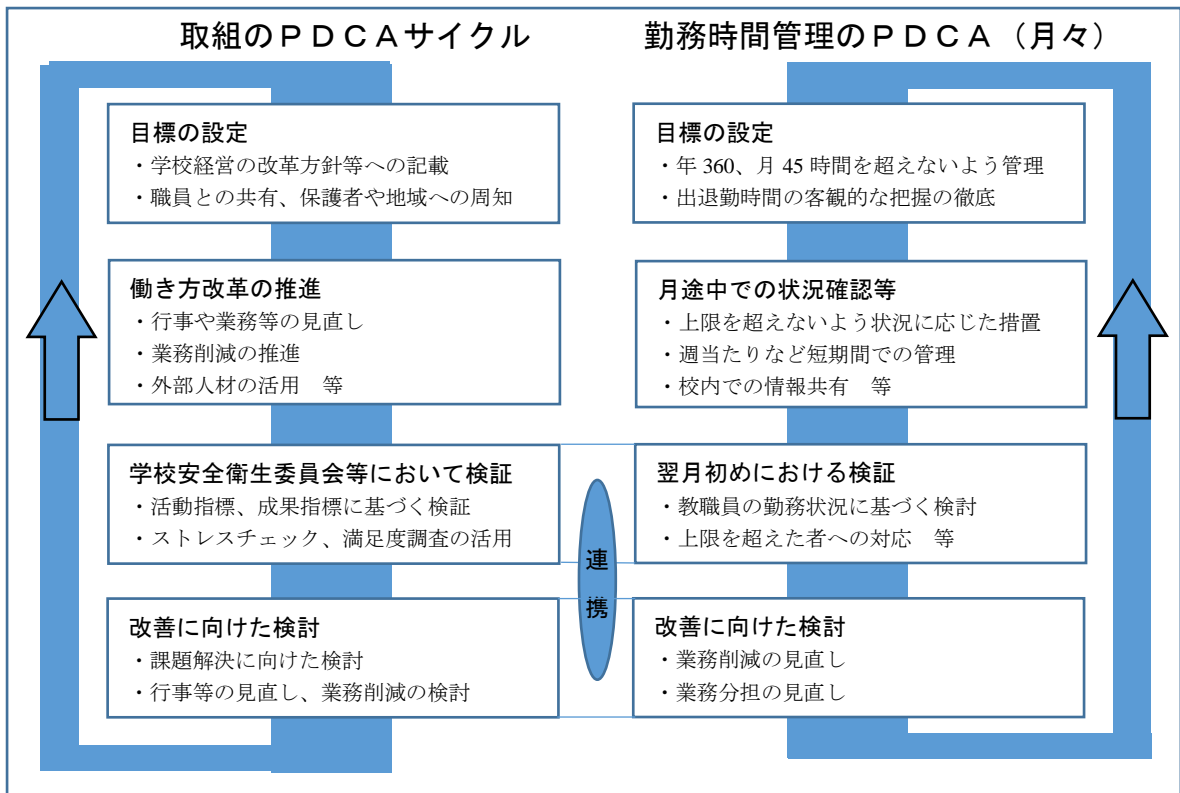 取組のＰＤＣＡサイクル
目標の設定
・学校経営の改革方針等への記載
・職員との共有、保護者や地域への周知
働き方改革の推進
・行事や業務等の見直し
・業務削減の推進
・外部人材の活用　等
学校安全衛生委員会等において検証
・活動指標、成果指標に基づく検証
・ストレスチェック、満足度調査の活用
改善に向けた検討
・課題解決に向けた検討
・行事等の見直し、業務削減の検討
連
携
勤務時間管理のＰＤＣＡ（月々）
目標の設定
・年 360、月 45 時間を超えないよう管理
・出退勤時間の客観的な把握の徹底
月途中での状況確認等
・上限を超えないよう状況に応じた措置
・週当たりなど短期間での管理
・校内での情報共有　等
翌月初めにおける検証
・教職員の勤務状況に基づく検討
・上限を超えた者への対応　等
改善に向けた検討
・業務削減の見直し
・業務分担の見直し